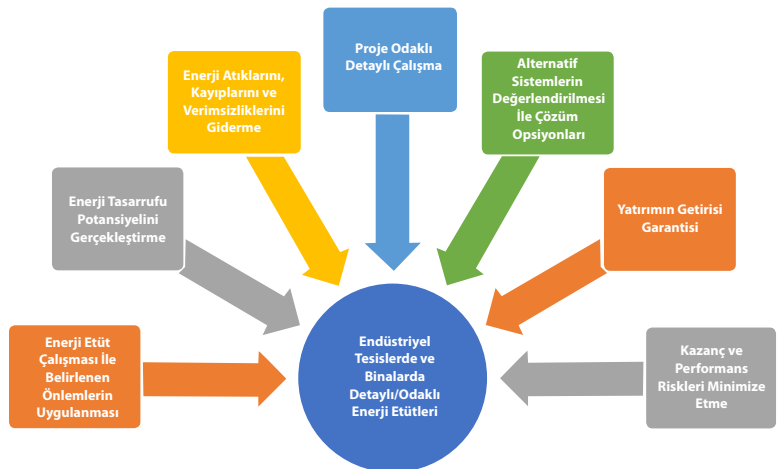 Proje Odaklı
Detaylı Çalışma
Enerji Atıklarını,
Kayıplarını ve
Verimsizliklerini
Giderme
Alternatif
Sistemlerin
Değerlendirilmesi
İle Çözüm
Opsiyonları
Enerji Tasarrufu
Potansiyelini
Gerçekleştirme
Yatırımın Getirisi
Garantisi
Enerji Etüt
Çalışması İle
Belirlenen
Önlemlerin
Uygulanması
Endüstriyel
Tesislerde ve
Binalarda
Detaylı/Odaklı
Enerji Etütleri
Kazanç ve
Performans
Riskleri Minimize
Etme